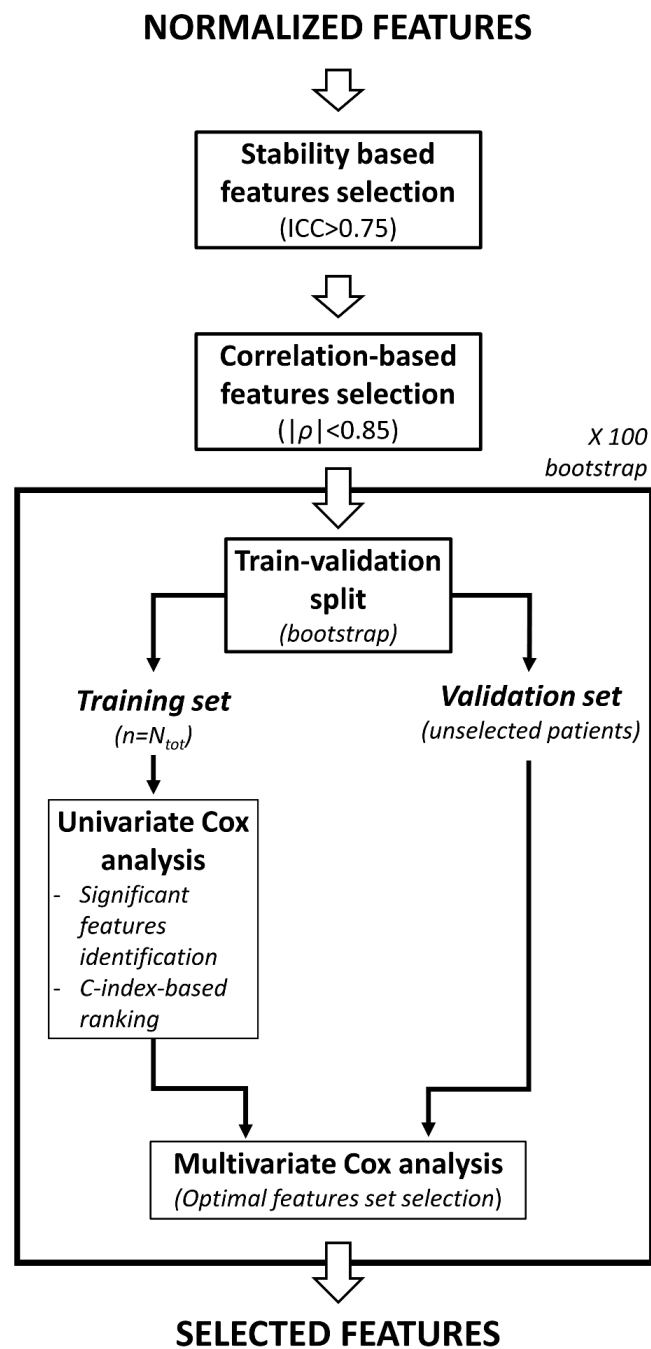 NORMALIZED FEATURES
Stability based
features selection
(ICC>0.75)
Correlation-based
features selection
(|ρ|<0.85)
X 100
bootstrap
Train-validation
split
(bootstrap)
Training set
(n=Ntot)
Validation set
(unselected patients)
Univariate Cox
analysis
- Significant
features
identification
- C-index-based
ranking
Multivariate Cox analysis
(Optimal features set selection)
SELECTED FEATURES